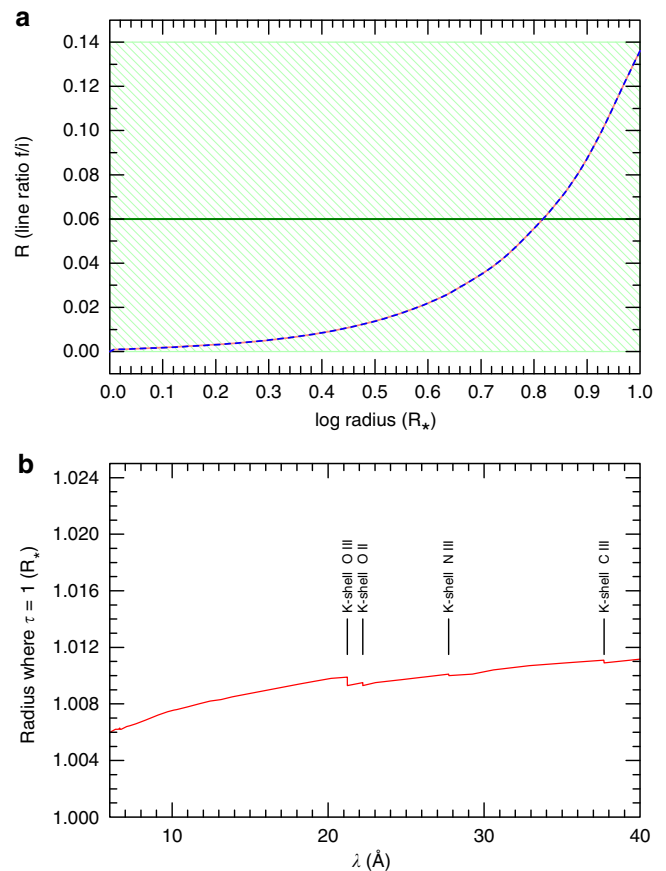 a
R (line ratio f/i)
0.14
0.12
0.10
0.08
0.06
0.04
0.02
0.00
0.0 0.1 0.2 0.3 0.4 0.5 0.6 0.7 0.8 0.9 1.0
log radius (R⋆)
b
Radius where τ = 1 (R⋆)
1.024
1.020
1.016
1.012
1.008
1.004
1.000
K-shell O III
K-shell O II
K-shell N III
K-shell C III
10 20 30 40
λ (Å)